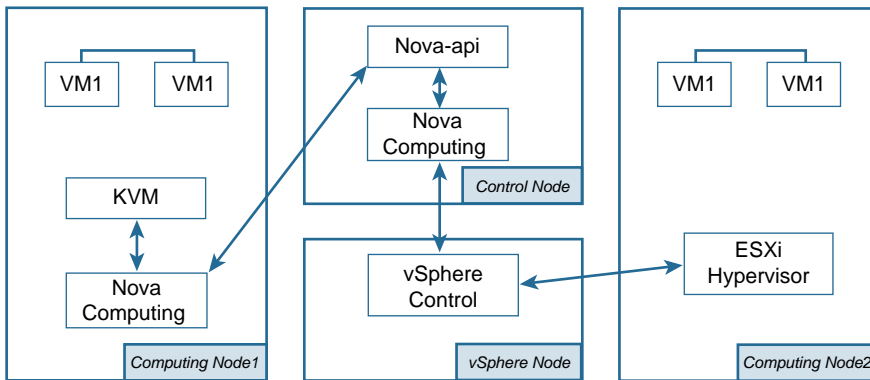 VM1
VM1
KVM
Nova
Computing
Computing Node1
Nova-api
Nova
Computing
Control Node
vSphere
Control
vSphere Node
VM1
VM1
ESXi
Hypervisor
Computing Node2